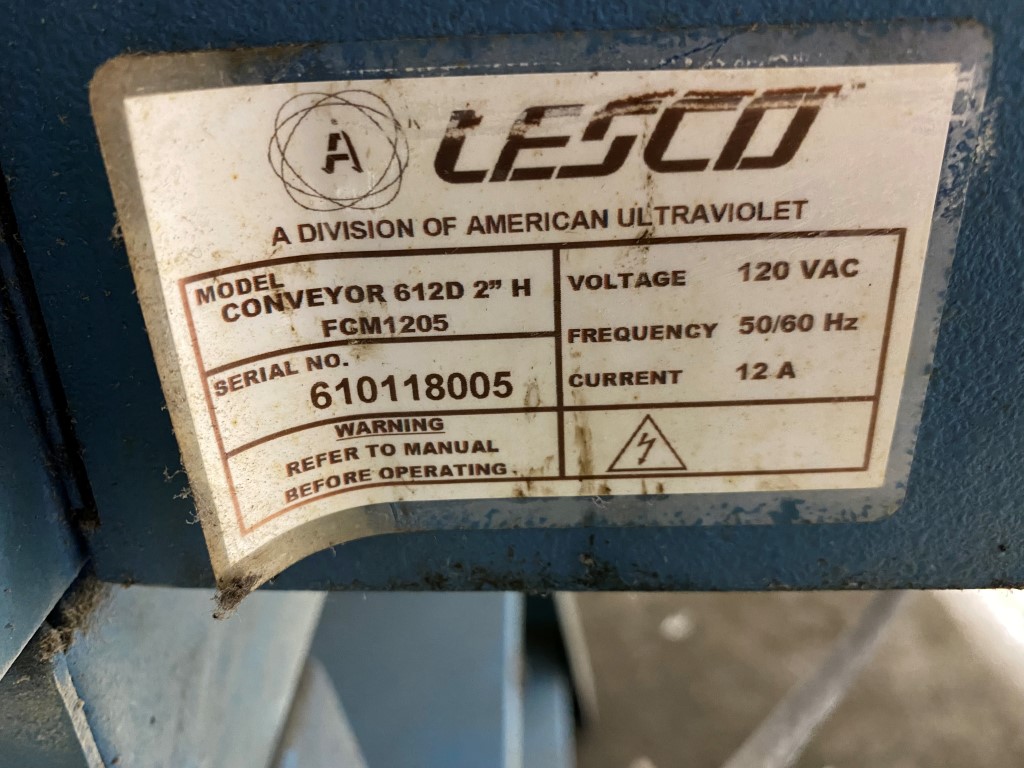 A LESCO
A DIVISION OF AMERICAN ULTRAVIOLET
MODEL
CONVEYOR 612D 2” H
FCM1205
SERIAL NO.
610118005
WARNING
REFER TO MANUAL
BEFORE OPERATING.
VOLTAGE 120 VAC
FREQUENCY 50/60 Hz
CURRENT 12 A